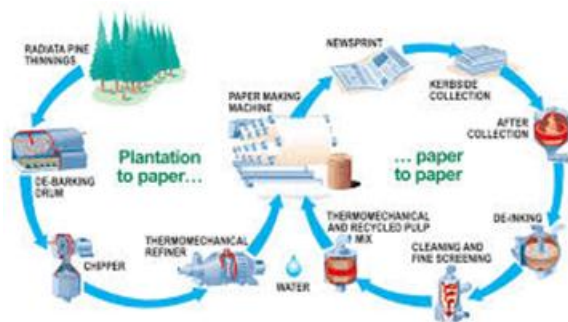 RADIATA PINE
THINNINGS
DE-BARKING
DRUM
CHIPPER
Plantation
to paper...
THERMOMECHANICAL
REFINER
WATER
PAPER MAKING
MACHINE
NEWSPRINT
KERBSIDE
COLLECTION
AFTER
COLLECTION
... paper
to paper
DE-INKING
CLEANING AND
FINE SCREENING
THERMOMECHANICAL
AND RECYCLED PULP
MIX